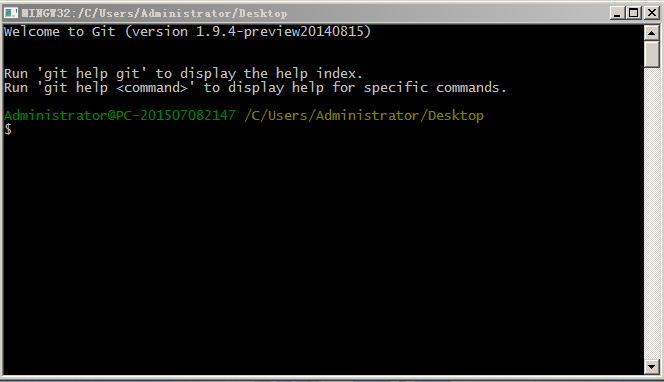 MINGW32:/C/Users/Administrator/Desktop
Welcome to Git (version 1.9.4-preview20140815)
Run 'git help git' to display the help index.
Run 'git help <command>' to display help for specific commands.
Administrator@PC-201507082147 /C/Users/Administrator/Desktop
$